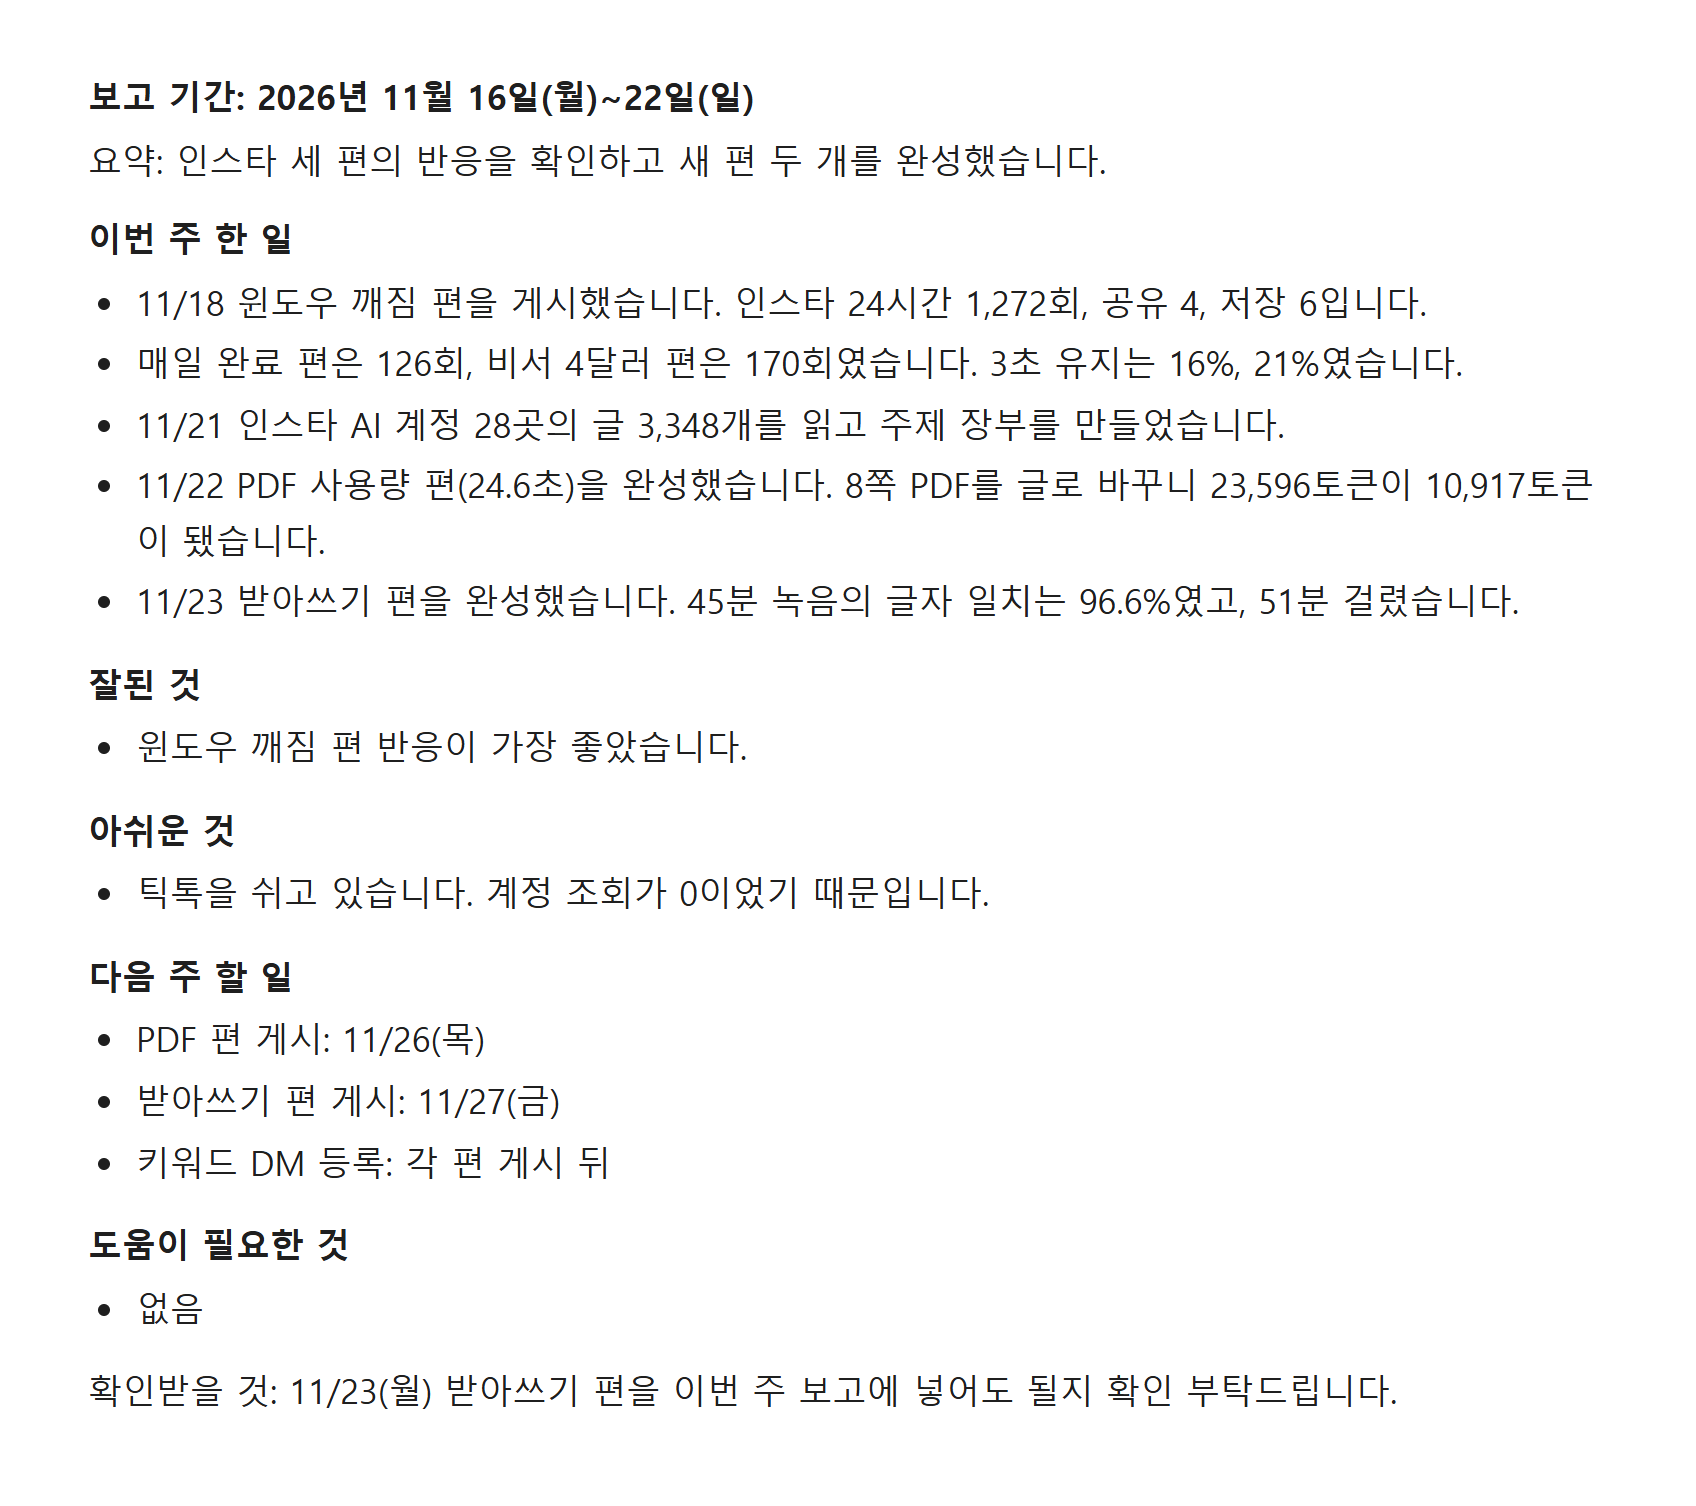 보고 기간: 2026년 11월 16일(월)~22일(일)
요약: 인스타 세 편의 반응을 확인하고 새 편 두 개를 완성했습니다.
이번 주 한 일
• 11/18 윈도우 깨짐 편을 게시했습니다. 인스타 24시간 1,272회, 공유 4, 저장 6입니다.
• 매일 완료 편은 126회, 비서 4달러 편은 170회였습니다. 3초 유지는 16%, 21%였습니다.
• 11/21 인스타 AI 계정 28곳의 글 3,348개를 읽고 주제 장부를 만들었습니다.
• 11/22 PDF 사용량 편(24.6초)을 완성했습니다. 8쪽 PDF를 글로 바꾸니 23,596토큰이 10,917토큰
이 됐습니다.
• 11/23 받아쓰기 편을 완성했습니다. 45분 녹음의 글자 일치는 96.6%였고, 51분 걸렸습니다.
잘된 것
• 윈도우 깨짐 편 반응이 가장 좋았습니다.
아쉬운 것
• 틱톡을 쉬고 있습니다. 계정 조회가 0이었기 때문입니다.
다음 주 할 일
• PDF 편 게시: 11/26(목)
• 받아쓰기 편 게시: 11/27(금)
• 키워드 DM 등록: 각 편 게시 뒤
도움이 필요한 것
• 없음
확인받을 것: 11/23(월) 받아쓰기 편을 이번 주 보고에 넣어도 될지 확인 부탁드립니다.